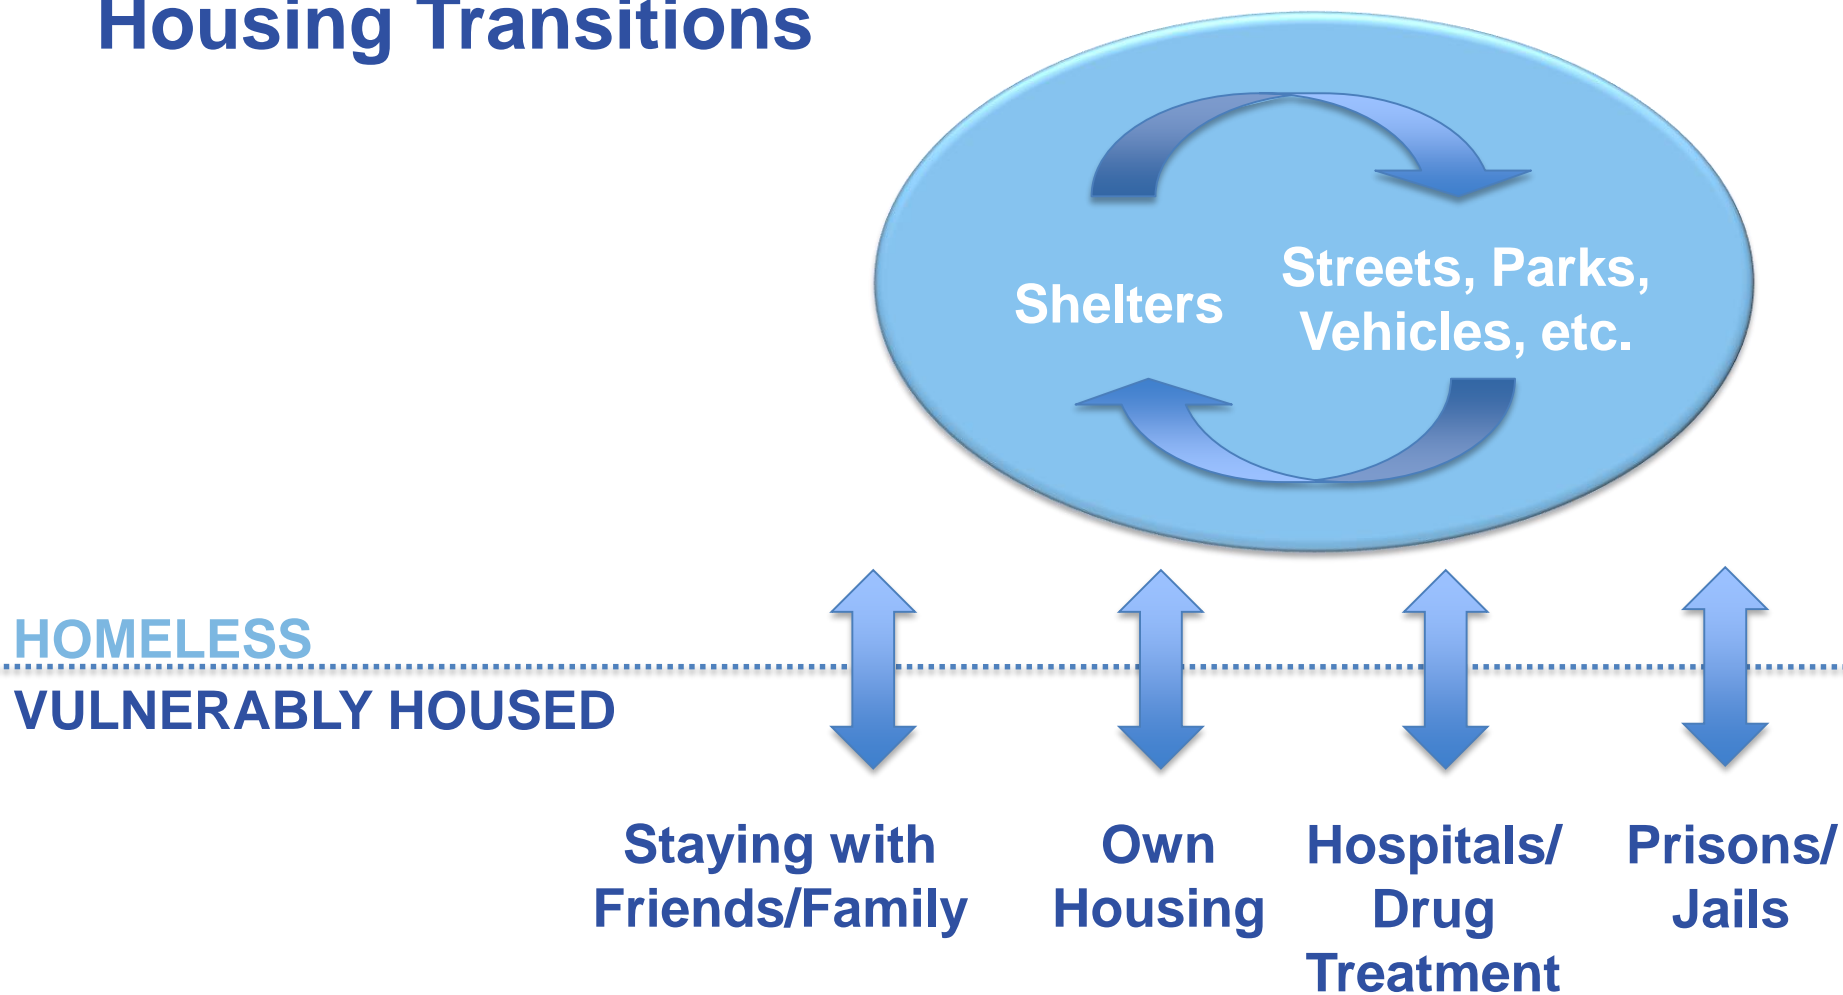 Housing Transitions
Shelters
Streets, Parks,
Vehicles, etc.
HOMELESS
VULNERABLY HOUSED
Staying with
Friends/Family
Own
Housing
Hospitals/
Drug
Treatment
Prisons/
Jails